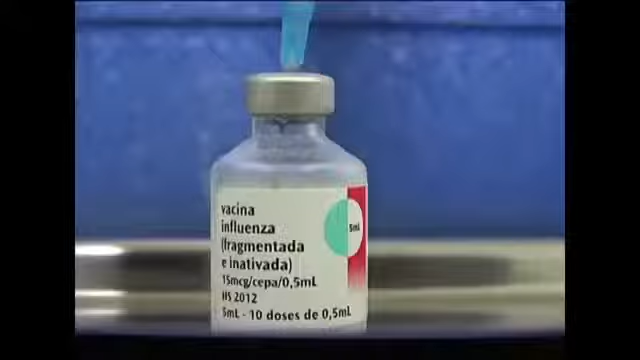 vacina
influenza
(fragmentada
e inativada)
15mcg/cepa/0,5mL
HS 2012
5mL - 10 doses de 0,5mL
5mL